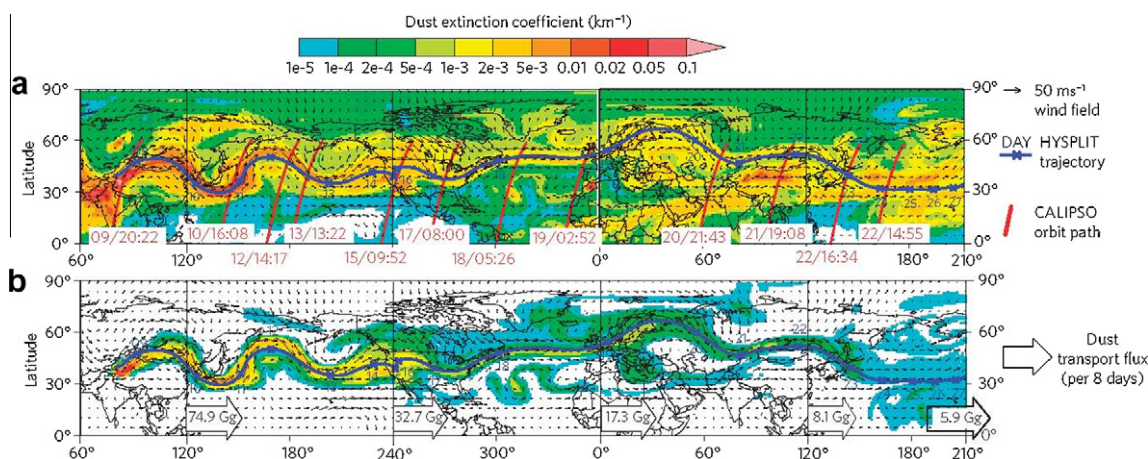 Dust extinction coefficient (km⁻¹)
1e-5 1e-4 2e-4 5e-4 1e-3 2e-3 5e-3 0.01 0.02 0.05 0.1
a
90°
60°
30°
0°
Latitude
09/20:22 10/16:08 13/13:22 17/08:00 19/02:52 20/21:43 21/19:08 22/14:55
12/14:17 15/09:52 18/05:26 22/16:34
60° 120° 180° 240° 300° 0° 60° 120° 180° 210°
90°
60°
30°
0°
25 26 27
50 ms⁻¹
wind field
DAY HYSPLIT
trajectory
CALIPSO
orbit path
b
90°
60°
30°
0°
Latitude
22
74.9 Gg 32.7 Gg 17.3 Gg 8.1 Gg 5.9 Gg
60° 120° 180° 240° 300° 0° 60° 120° 180° 210°
90°
60°
30°
0°
Dust
transport flux
(per 8 days)